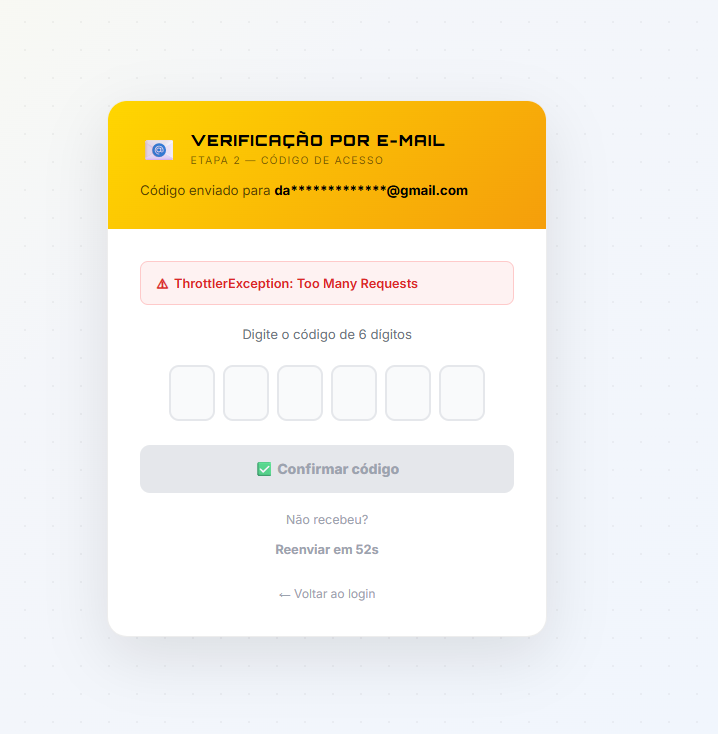 VERIFICAÇÃO POR E-MAIL
ETAPA 2 — CÓDIGO DE ACESSO
Código enviado para da*************@gmail.com
⚠ ThrottlerException: Too Many Requests
Digite o código de 6 dígitos
✅ Confirmar código
Não recebeu?
Reenviar em 52s
← Voltar ao login